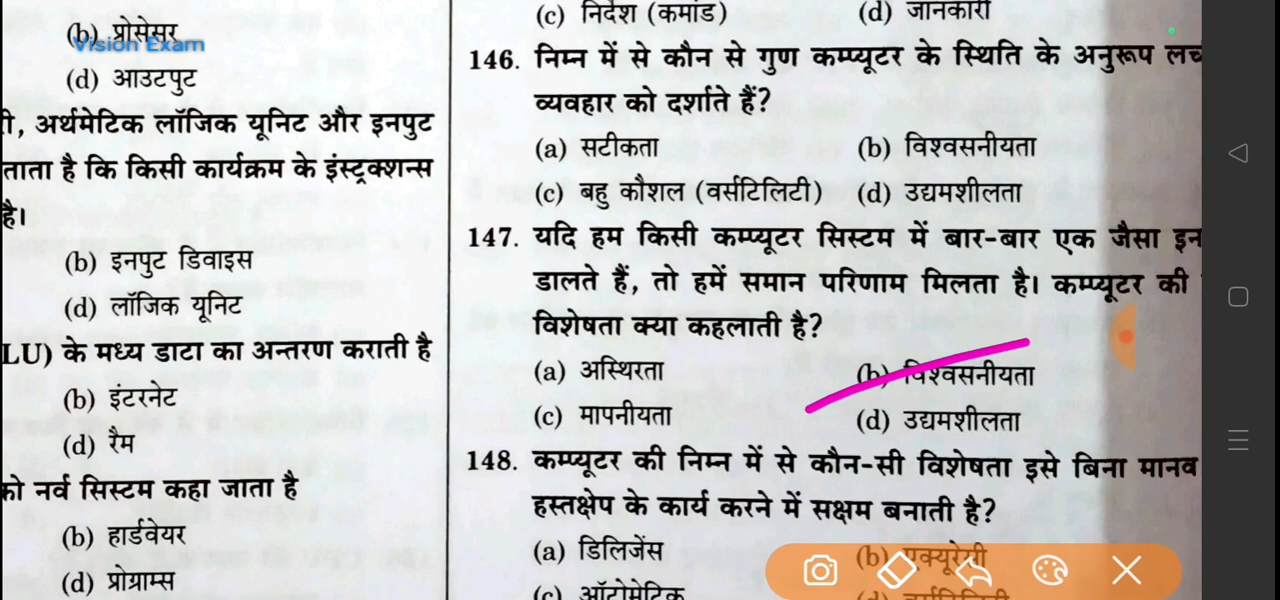 (b) प्रोसेसर
Vision Exam
(d) आउटपुट
री, अर्थमेटिक लॉजिक यूनिट और इनपुट
ताता है कि किसी कार्यक्रम के इंस्ट्रक्शन्स
है।
(b) इनपुट डिवाइस
(d) लॉजिक यूनिट
LU) के मध्य डाटा का अन्तरण कराती है
(b) इंटरनेट
(d) रैम
को नर्व सिस्टम कहा जाता है
(b) हार्डवेयर
(d) प्रोग्राम्स
(c) निर्देश (कमांड) (d) जानकारी
146. निम्न में से कौन से गुण कम्प्यूटर के स्थिति के अनुरूप लच
व्यवहार को दर्शाते हैं?
(a) सटीकता (b) विश्वसनीयता
(c) बहु कौशल (वर्सटिलिटी) (d) उद्यमशीलता
147. यदि हम किसी कम्प्यूटर सिस्टम में बार-बार एक जैसा इन
डालते हैं, तो हमें समान परिणाम मिलता है। कम्प्यूटर की
विशेषता क्या कहलाती है?
(a) अस्थिरता (b) विश्वसनीयता
(c) मापनीयता (d) उद्यमशीलता
148. कम्प्यूटर की निम्न में से कौन-सी विशेषता इसे बिना मानव
हस्तक्षेप के कार्य करने में सक्षम बनाती है?
(a) डिलिजेंस (b) एक्यूरेसी
(c) ऑटोमेटिक (d)